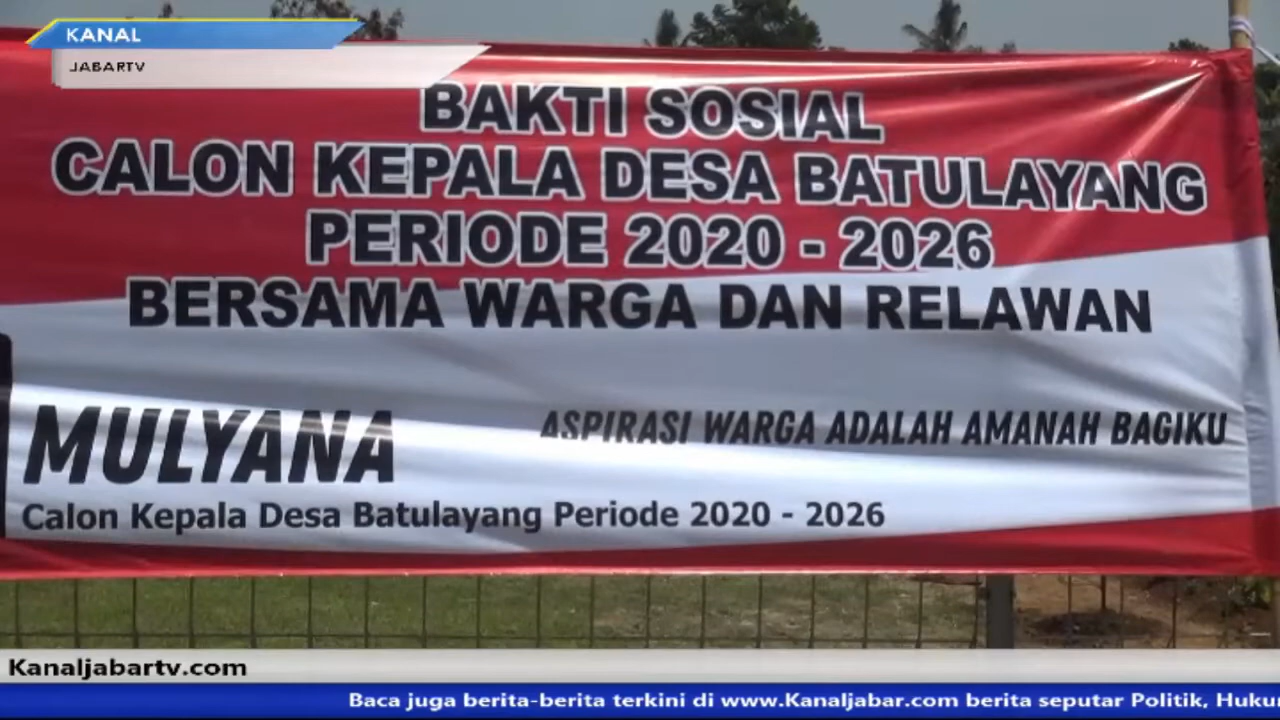 KANAL
JABARTV
BAKTI SOSIAL
CALON KEPALA DESA BATULAYANG
PERIODE 2020 - 2026
BERSAMA WARGA DAN RELAWAN
MULYANA
ASPIRASI WARGA ADALAH AMANAH BAGIKU
Calon Kepala Desa Batulayang Periode 2020 - 2026
Kanaljabartv.com
Baca juga berita-berita terkini di www.Kanaljabar.com berita seputar Politik, Huku